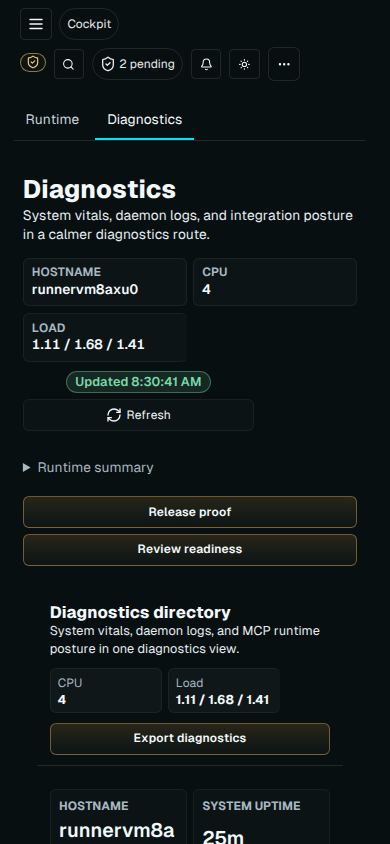 Cockpit
2 pending
Runtime
Diagnostics
Diagnostics
System vitals, daemon logs, and integration posture
in a calmer diagnostics route.
HOSTNAME
runnervm8axu0
CPU
4
LOAD
1.11 / 1.68 / 1.41
Updated 8:30:41 AM
Refresh
Runtime summary
Release proof
Review readiness
Diagnostics directory
System vitals, daemon logs, and MCP runtime
posture in one diagnostics view.
CPU
4
Load
1.11 / 1.68 / 1.41
Export diagnostics
HOSTNAME
runnervm8a
SYSTEM UPTIME
25m